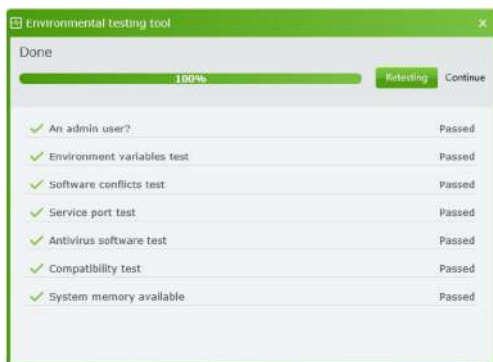 Environmental testing tool
Done
100% Retesting Continue
An admin user? Passed
Environment variables test Passed
Software conflicts test Passed
Service port test Passed
Antivirus software test Passed
Compatibility test Passed
System memory available Passed